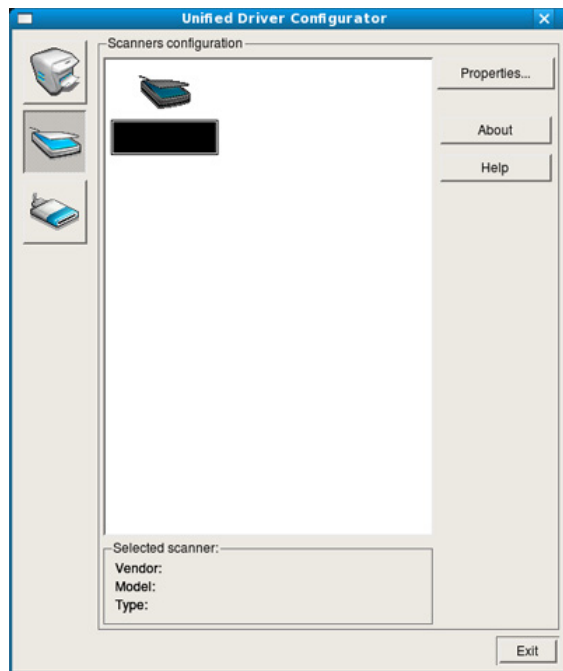 Unified Driver Configurator
Scanners configuration
Properties...
About
Help
Selected scanner:
Vendor:
Model:
Type:
Exit